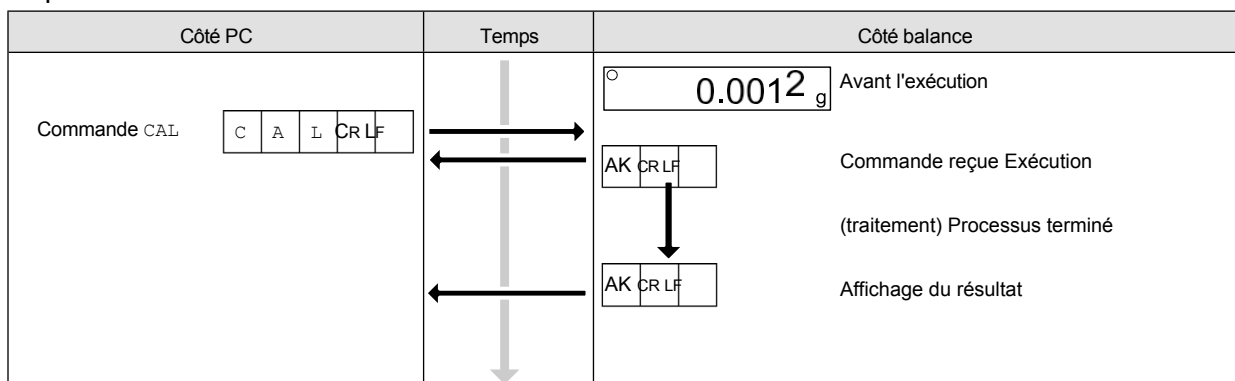 Côté PC Temps Côté balance
0.0012 g Avant l'exécution
Commande CAL C A L CR LF
AK CR LF Commande reçue Exécution
(traitement) Processus terminé
AK CR LF Affichage du résultat